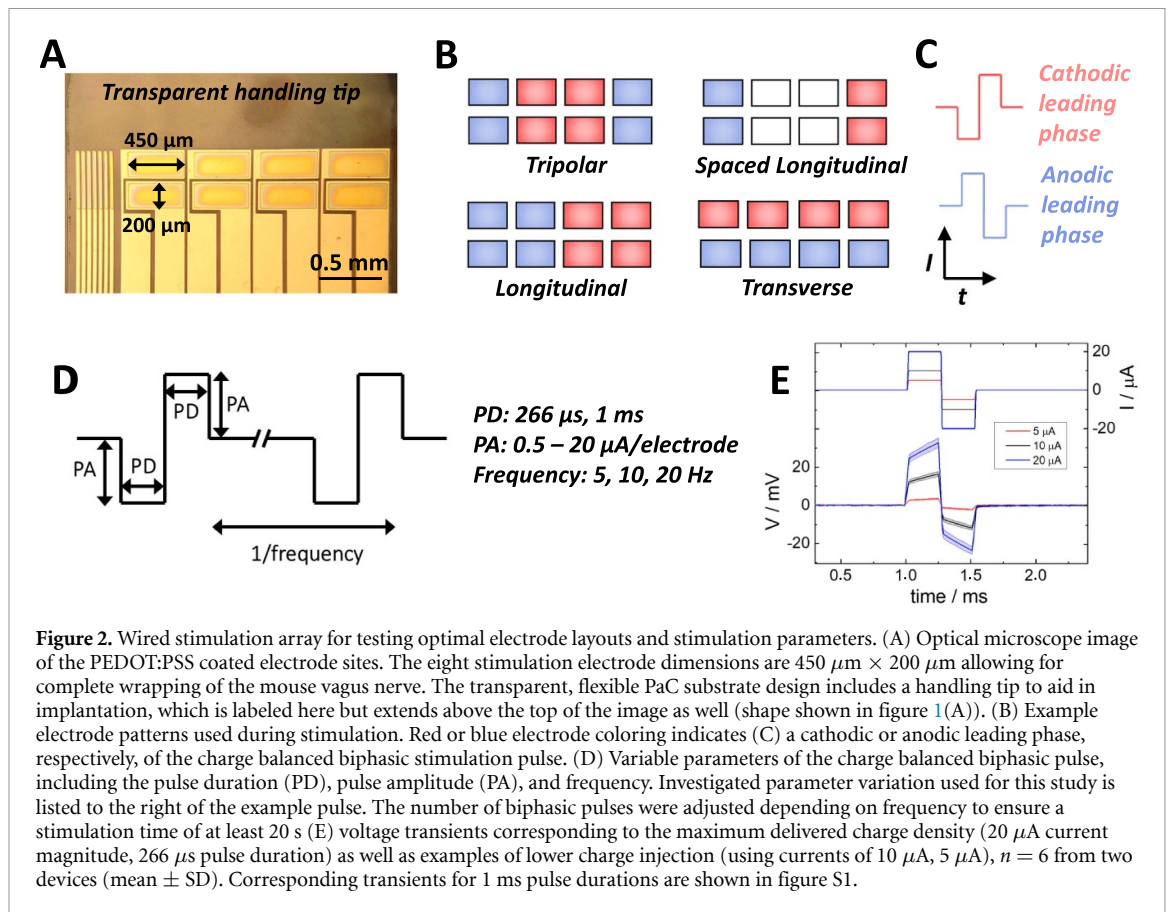 A
Transparent handling tip
450 μm
200 μm
0.5 mm
B
Tripolar
Spaced Longitudinal
Longitudinal
Transverse
C
Cathodic
leading
phase
Anodic
leading
phase
I
t
D
PD
PA
PA
PD
1/frequency
PD: 266 μs, 1 ms
PA: 0.5 – 20 μA/electrode
Frequency: 5, 10, 20 Hz
E
20
0
-20
I / μA
5 μA
10 μA
20 μA
20
0
-20
V / mV
0.5
1.0
1.5
2.0
time / ms
Figure 2. Wired stimulation array for testing optimal electrode layouts and stimulation parameters. (A) Optical microscope image
of the PEDOT:PSS coated electrode sites. The eight stimulation electrode dimensions are 450 μm × 200 μm allowing for
complete wrapping of the mouse vagus nerve. The transparent, flexible PaC substrate design includes a handling tip to aid in
implantation, which is labeled here but extends above the top of the image as well (shape shown in figure 1(A)). (B) Example
electrode patterns used during stimulation. Red or blue electrode coloring indicates (C) a cathodic or anodic leading phase,
respectively, of the charge balanced biphasic stimulation pulse. (D) Variable parameters of the charge balanced biphasic pulse,
including the pulse duration (PD), pulse amplitude (PA), and frequency. Investigated parameter variation used for this study is
listed to the right of the example pulse. The number of biphasic pulses were adjusted depending on frequency to ensure a
stimulation time of at least 20 s (E) voltage transients corresponding to the maximum delivered charge density (20 μA current
magnitude, 266 μs pulse duration) as well as examples of lower charge injection (using currents of 10 μA, 5 μA), n = 6 from two
devices (mean ± SD). Corresponding transients for 1 ms pulse durations are shown in figure S1.